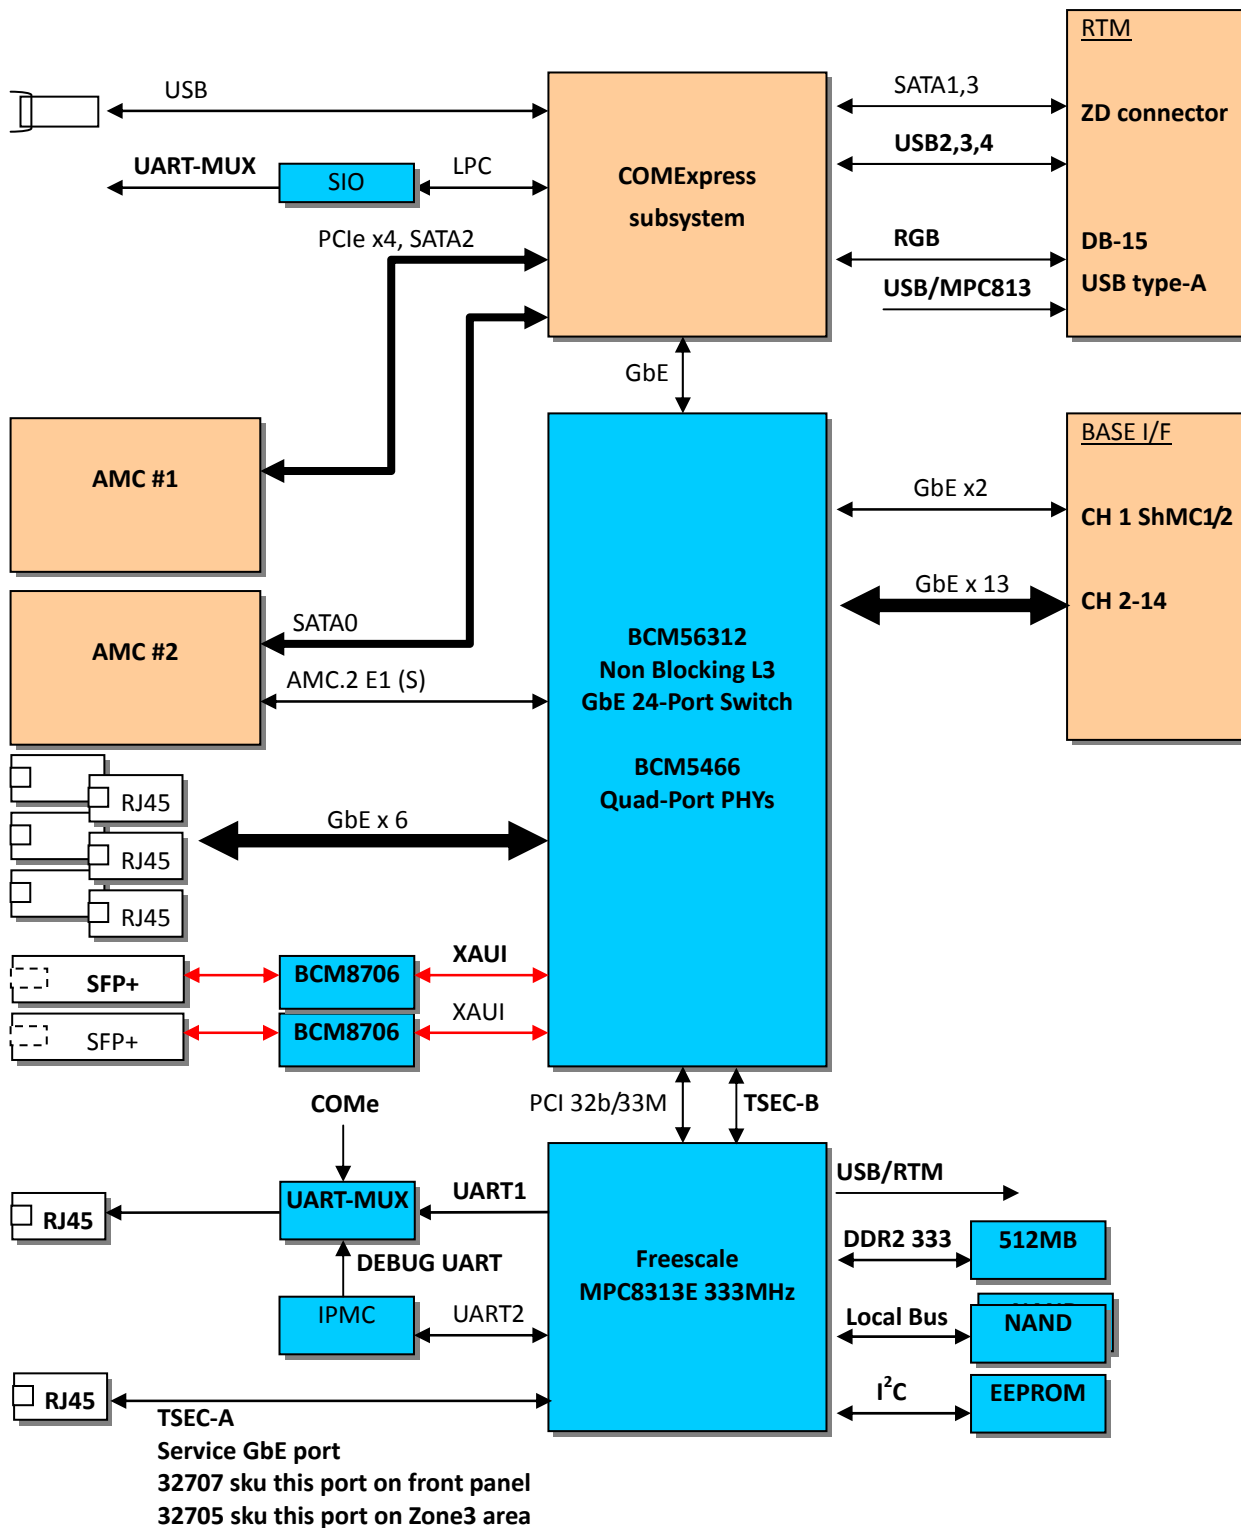 RTM
USB
SATA1,3
ZD connector
USB2,3,4
UART-MUX
SIO
LPC
COMExpress
subsystem
PCIe x4, SATA2
RGB
DB-15
USB/MPC813
USB type-A
GbE
BASE I/F
AMC #1
GbE x2
CH 1 ShMC1/2
GbE x 13
CH 2-14
SATA0
AMC #2
BCM56312
Non Blocking L3
GbE 24-Port Switch
AMC.2 E1 (S)
BCM5466
Quad-Port PHYs
RJ45
GbE x 6
RJ45
RJ45
XAUI
SFP+
BCM8706
XAUI
SFP+
BCM8706
COMe
PCI 32b/33M
TSEC-B
USB/RTM
UART-MUX
UART1
RJ45
DDR2 333
512MB
DEBUG UART
Freescale
MPC8313E 333MHz
IPMC
UART2
Local Bus
NAND
RJ45
I²C
EEPROM
TSEC-A
Service GbE port
32707 sku this port on front panel
32705 sku this port on Zone3 area